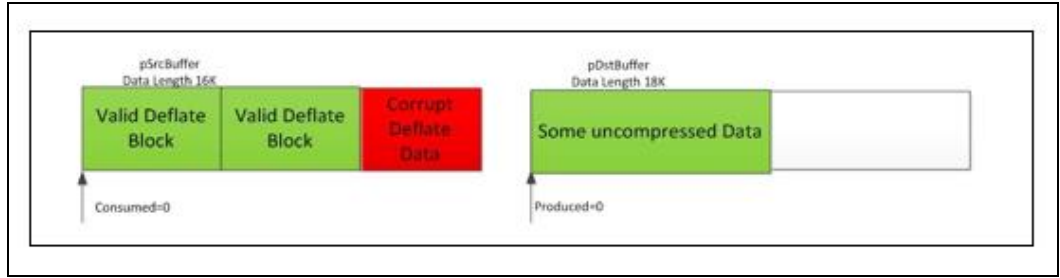 pSrcBuffer
Data Length 16K
Valid Deflate
Block
Valid Deflate
Block
Corrupt
Deflate
Data
Consumed=0
pDstBuffer
Data Length 18K
Some uncompressed Data
Produced=0